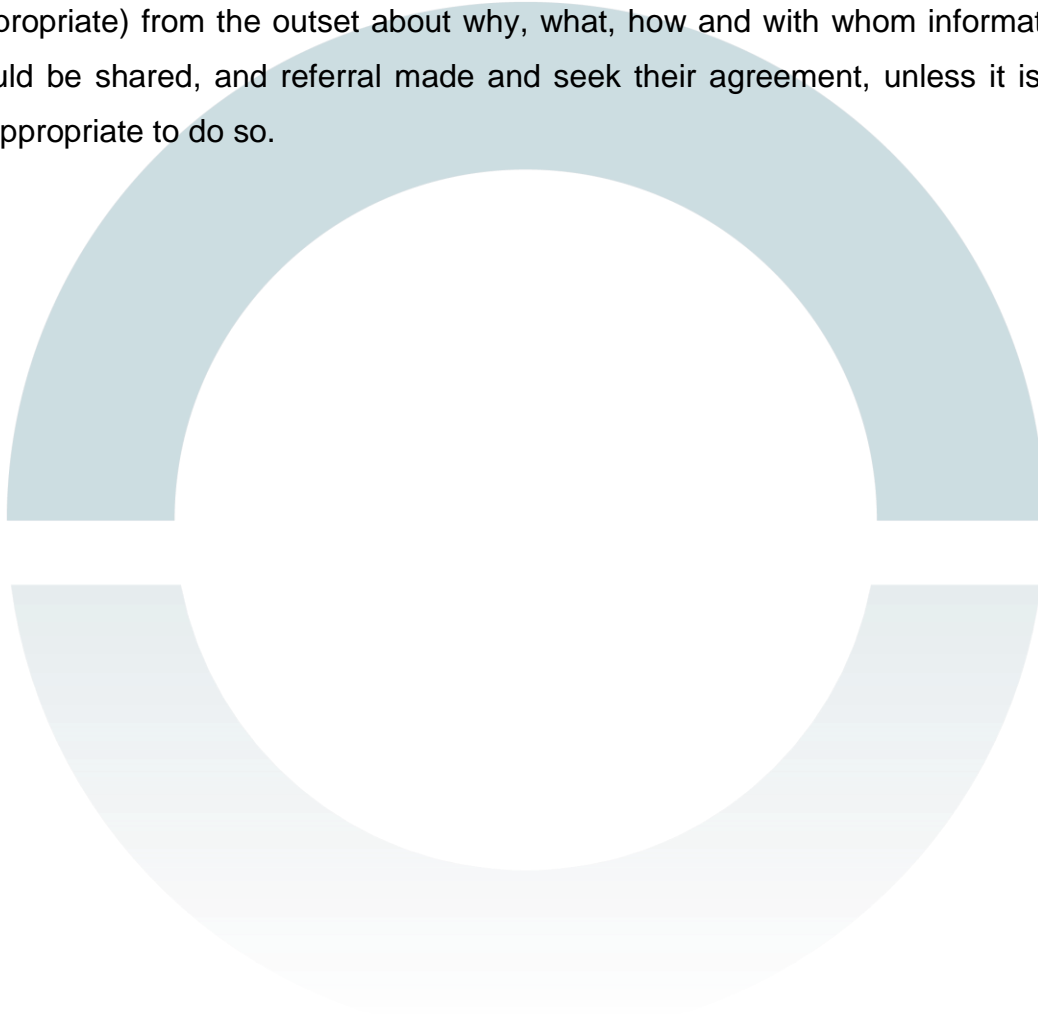 propriate) from the outset about why, what, how and with whom informat
uld be shared, and referral made and seek their agreement, unless it is
appropriate to do so.